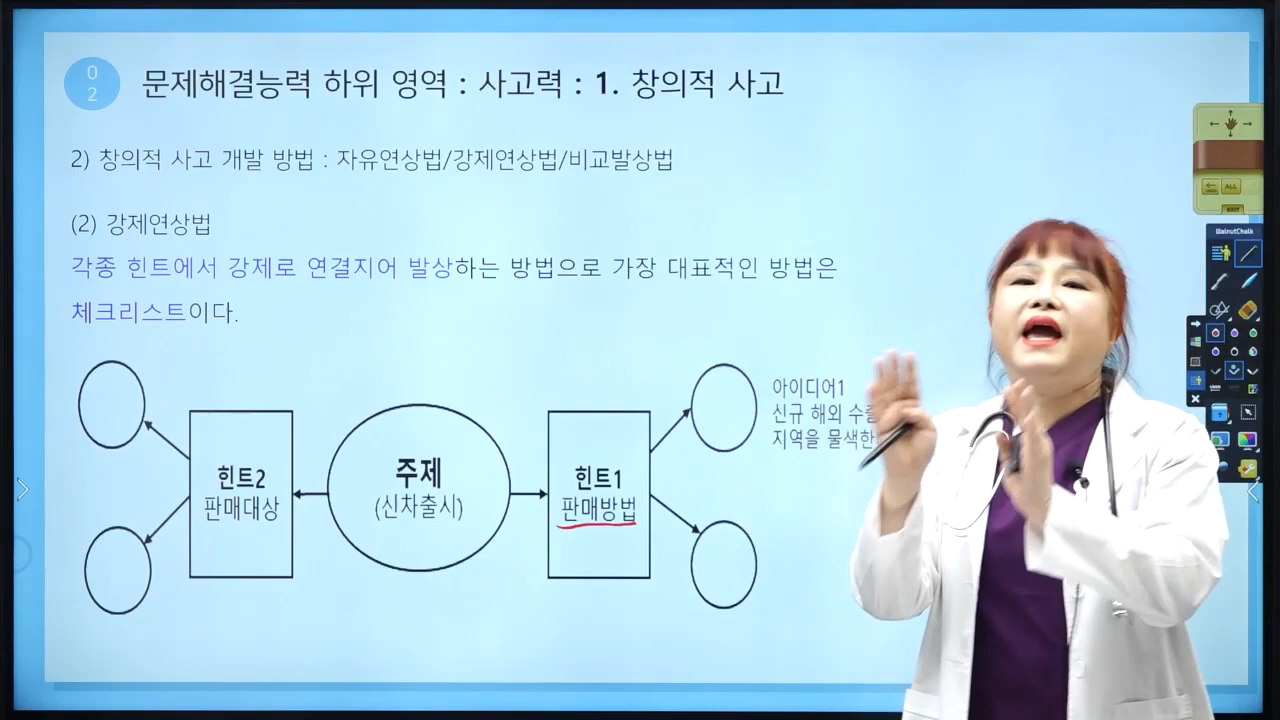 0
2
문제해결능력 하위 영역 : 사고력 : 1. 창의적 사고
2) 창의적 사고 개발 방법 : 자유연상법/강제연상법/비교발상법
(2) 강제연상법
각종 힌트에서 강제로 연결지어 발상하는 방법으로 가장 대표적인 방법은
체크리스트이다.
힌트2
판매대상
주제
(신차출시)
힌트1
판매방법
아이디어1
신규 해외
지역을
ALL
EXIT
WalnutChalk